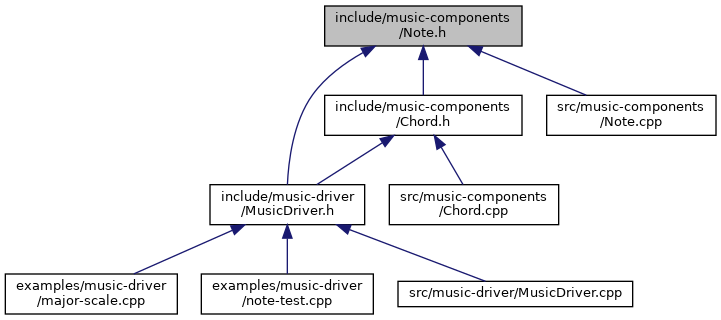 include/music-components
/Note.h
include/music-components
/Chord.h
src/music-components
/Note.cpp
include/music-driver
/MusicDriver.h
src/music-components
/Chord.cpp
examples/music-driver
/major-scale.cpp
examples/music-driver
/note-test.cpp
src/music-driver/MusicDriver.cpp